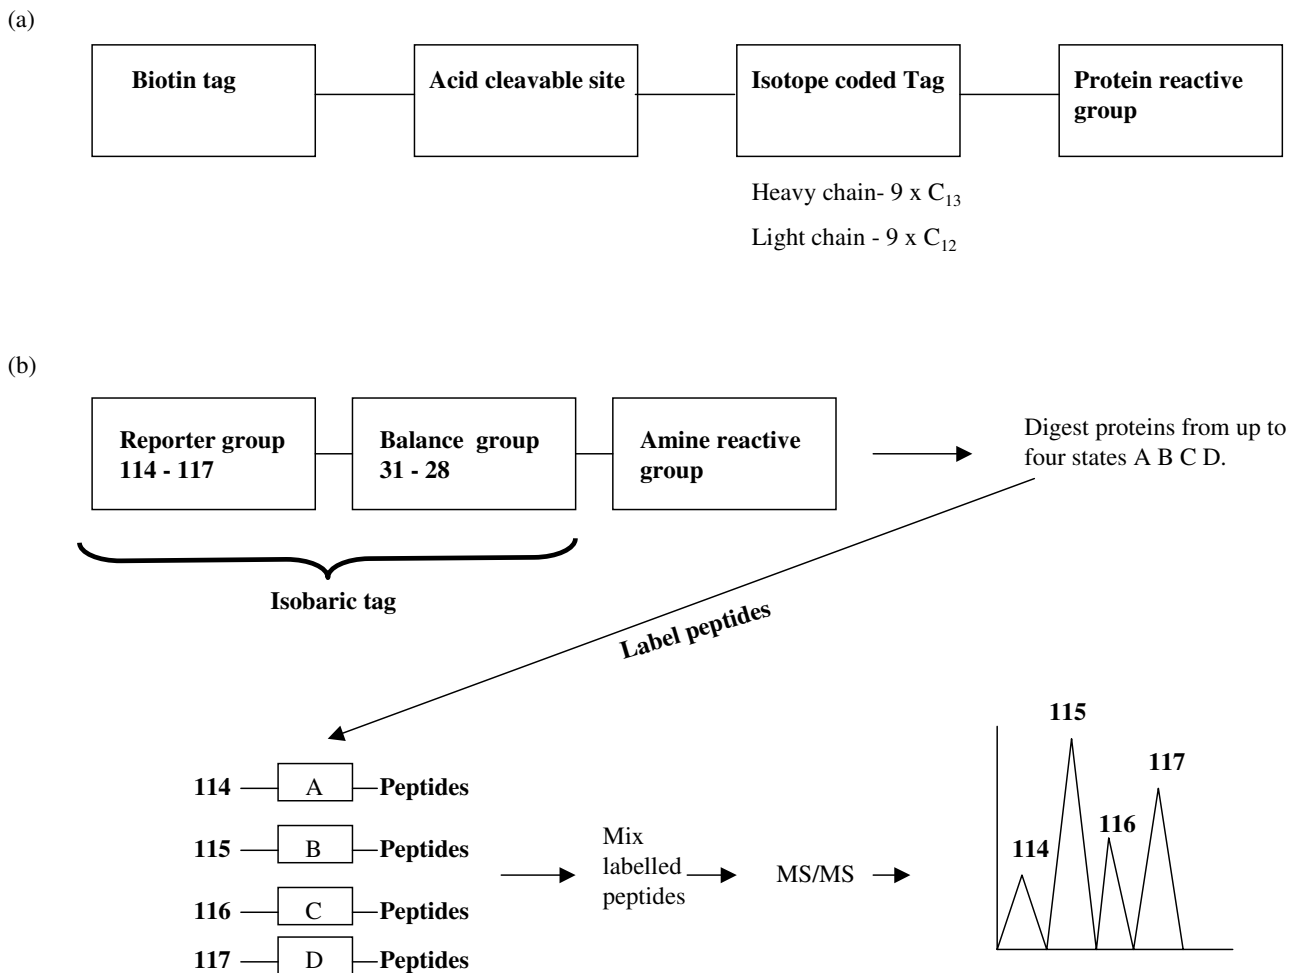 (a)
Biotin tag
Acid cleavable site
Isotope coded Tag
Protein reactive
group
Heavy chain- 9 x C13
Light chain - 9 x C12
(b)
Reporter group
114 - 117
Balance group
31 - 28
Amine reactive
group
Digest proteins from up to
four states A B C D.
Isobaric tag
Label peptides
114 A Peptides
115 B Peptides
116 C Peptides
117 D Peptides
Mix
labelled
peptides
MS/MS
114
115
116
117